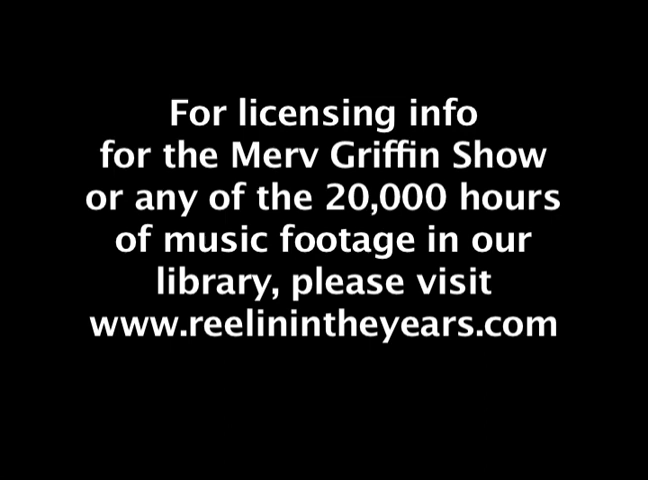 For licensing info
for the Merv Griffin Show
or any of the 20,000 hours
of music footage in our
library, please visit
www.reelinintheyears.com